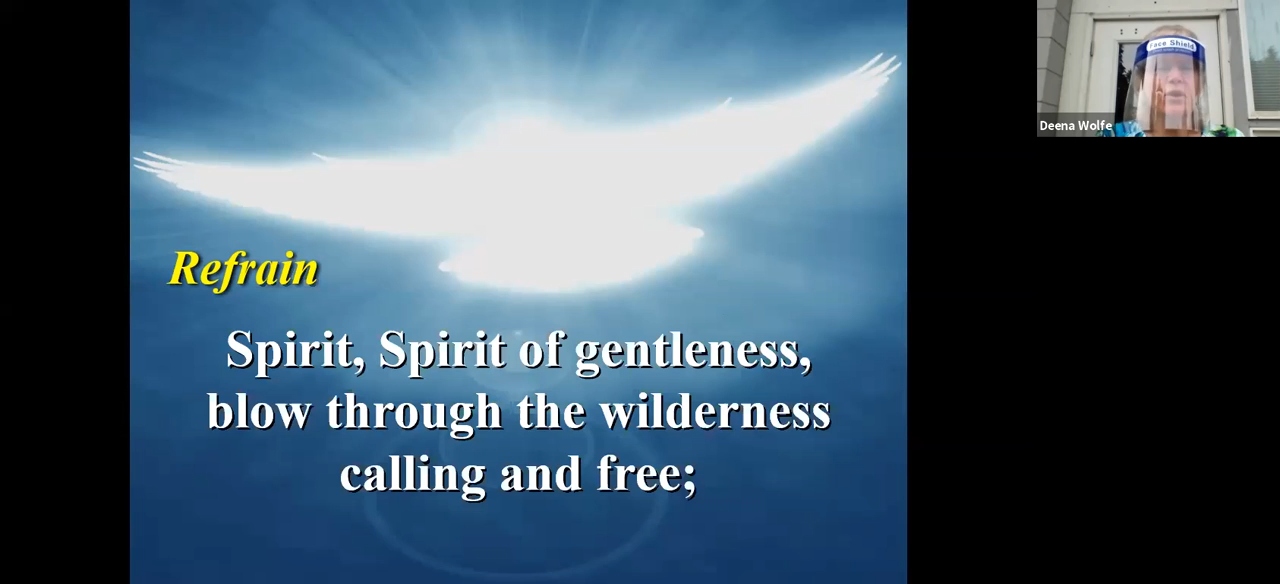 Refrain
Spirit, Spirit of gentleness,
blow through the wilderness
calling and free;
Face Shield
Deena Wolfe